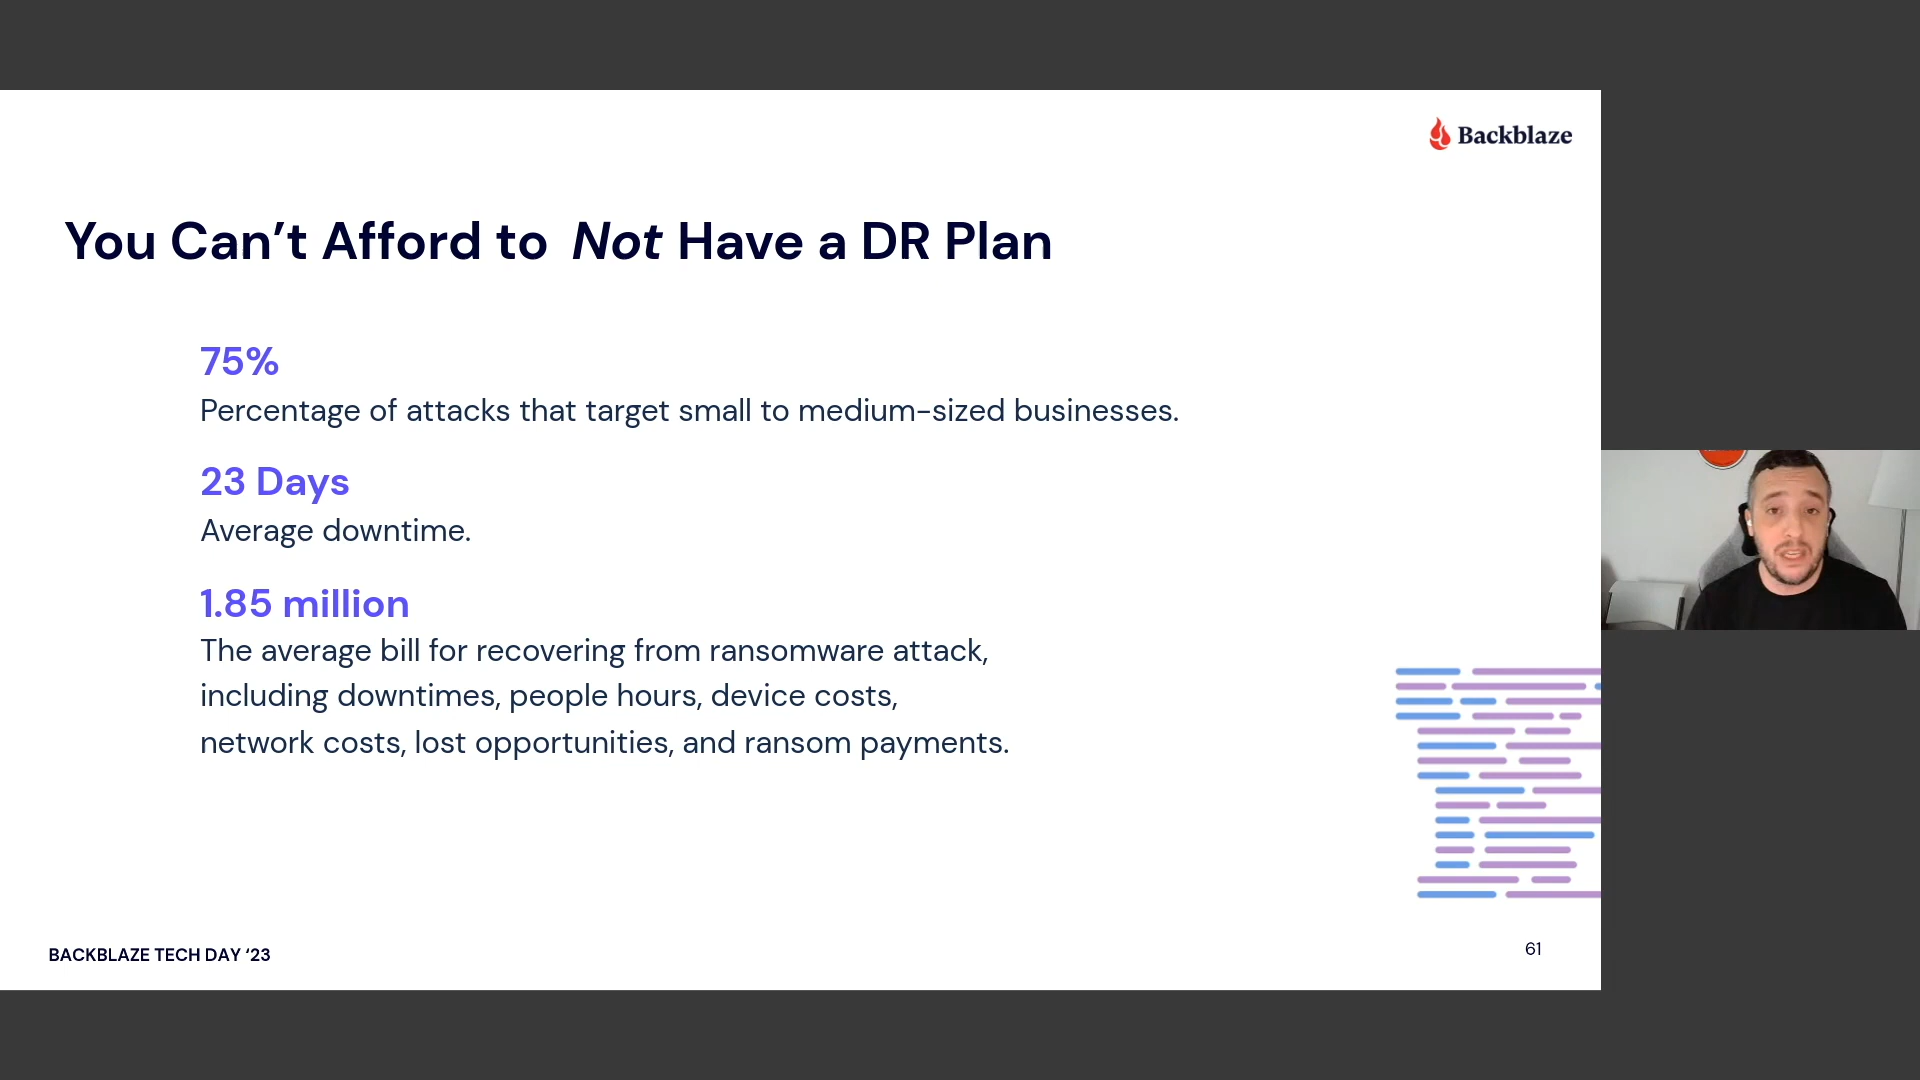 Backblaze
You Can’t Afford to Not Have a DR Plan
75%
Percentage of attacks that target small to medium-sized businesses.
23 Days
Average downtime.
1.85 million
The average bill for recovering from ransomware attack,
including downtimes, people hours, device costs,
network costs, lost opportunities, and ransom payments.
BACKBLAZE TECH DAY ‘23
61